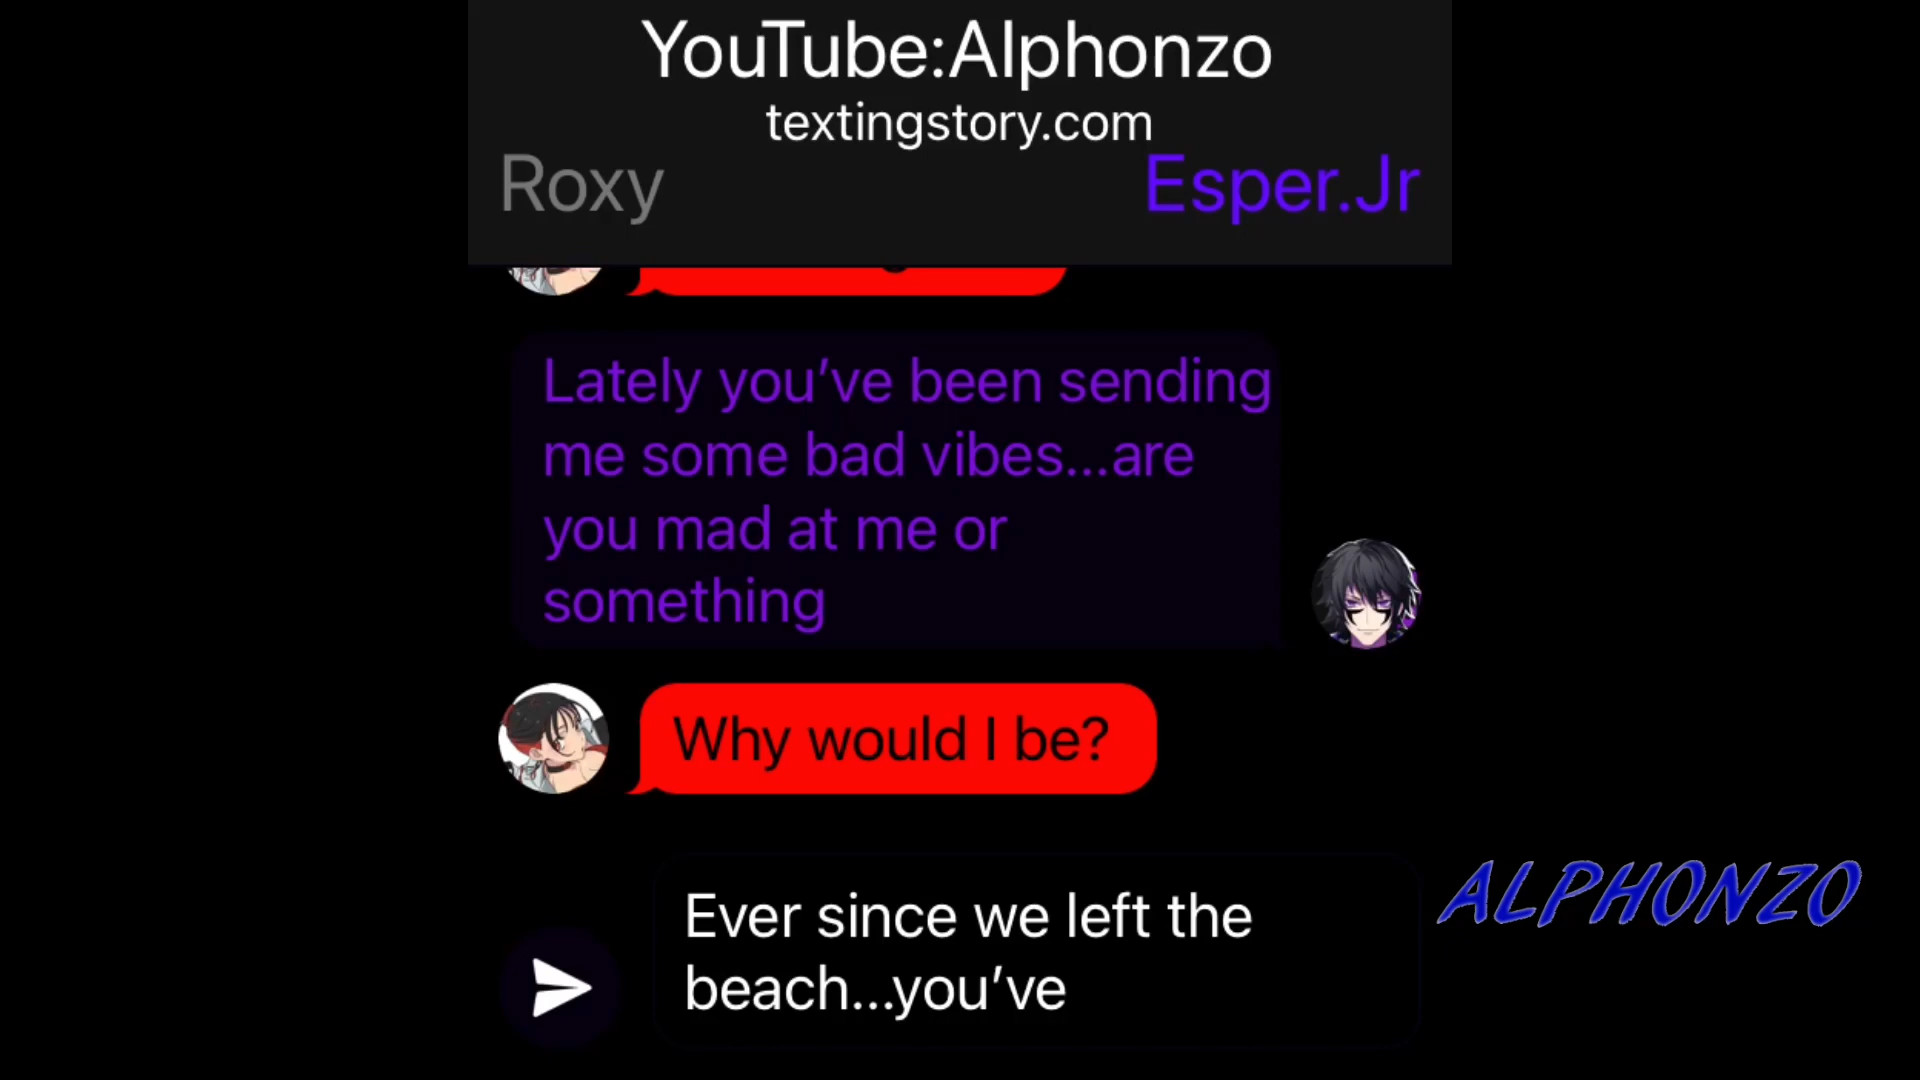 YouTube:Alphonzo
textingstory.com
Roxy
Esper.Jr
Lately you’ve been sending
me some bad vibes...are
you mad at me or
something
Why would I be?
Ever since we left the
beach...you’ve
ALPHONZO